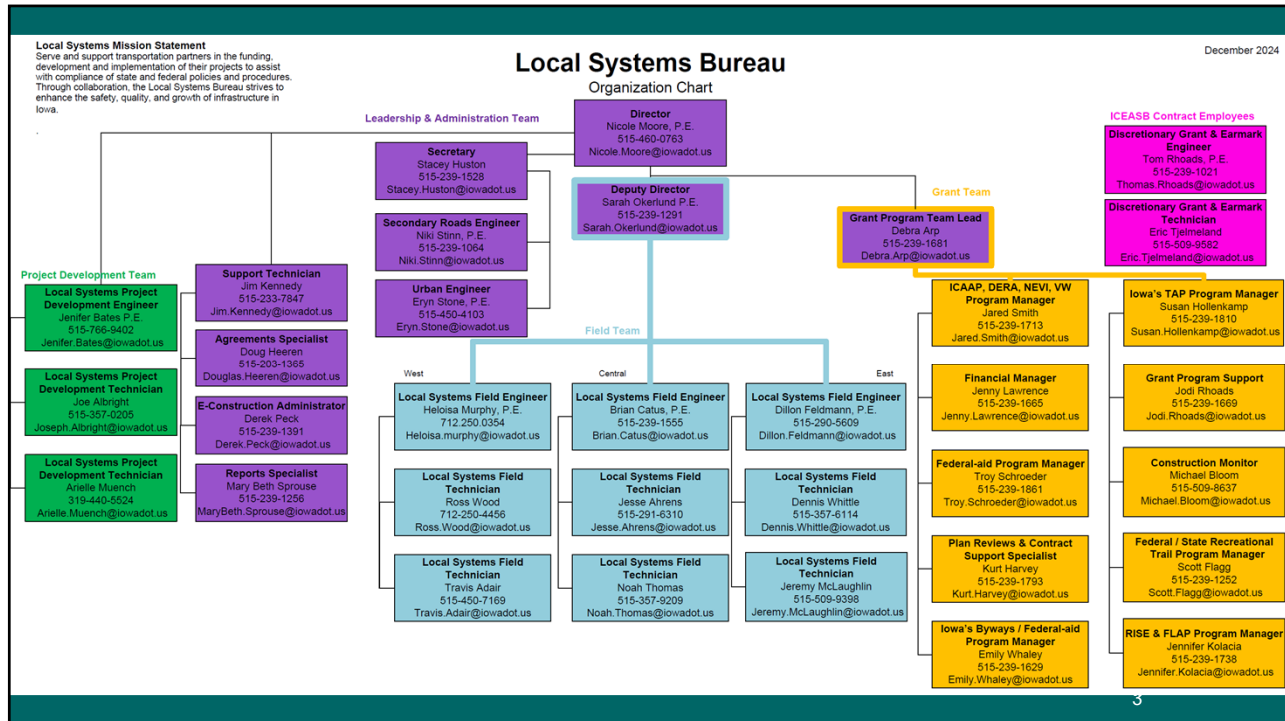 Local Systems Mission Statement
Serve and support transportation partners in the funding,
development and implementation of their projects to assist
with compliance of state and federal policies and procedures.
Through collaboration, the Local Systems Bureau strives to
enhance the safety, quality, and growth of infrastructure in
Iowa.
.
December 2024
Local Systems Bureau
Organization Chart
Leadership & Administration Team
Director
Nicole Moore, P.E.
515-460-0763
Nicole.Moore@iowadot.us
Secretary
Stacey Huston
515-239-1528
Stacey.Huston@iowadot.us
Secondary Roads Engineer
Niki Stinn, P.E.
515-239-1064
Niki.Stinn@iowadot.us
Urban Engineer
Eryn Stone, P.E.
515-450-4103
Eryn.Stone@iowadot.us
Deputy Director
Sarah Okerlund P.E.
515-239-1291
Sarah.Okerlund@iowadot.us
Grant Team
Grant Program Team Lead
Debra Arp
515-239-1681
Debra.Arp@iowadot.us
ICEASB Contract Employees
Discretionary Grant & Earmark
Engineer
Tom Rhoads, P.E.
515-239-1021
Thomas.Rhoads@iowadot.us
Discretionary Grant & Earmark
Technician
Eric Tjelmeland
515-509-9582
Eric.Tjelmeland@iowadot.us
Project Development Team
Local Systems Project
Development Engineer
Jenifer Bates P.E.
515-766-9402
Jenifer.Bates@iowadot.us
Local Systems Project
Development Technician
Joe Albright
515-357-0205
Joseph.Albright@iowadot.us
Local Systems Project
Development Technician
Arielle Muench
319-440-5524
Arielle.Muench@iowadot.us
Support Technician
Jim Kennedy
515-233-7847
Jim.Kennedy@iowadot.us
Agreements Specialist
Doug Heeren
515-203-1365
Douglas.Heeren@iowadot.us
E-Construction Administrator
Derek Peck
515-239-1391
Derek.Peck@iowadot.us
Reports Specialist
Mary Beth Sprouse
515-239-1256
MaryBeth.Sprouse@iowadot.us
Field Team
West
Central
East
Local Systems Field Engineer
Heloisa Murphy, P.E.
712.250.0354
Heloisa.murphy@iowadot.us
Local Systems Field
Technician
Ross Wood
712-250-4456
Ross.Wood@iowadot.us
Local Systems Field
Technician
Travis Adair
515-450-7169
Travis.Adair@iowadot.us
Local Systems Field Engineer
Brian Catus, P.E.
515-239-1555
Brian.Catus@iowadot.us
Local Systems Field
Technician
Jesse Ahrens
515-291-6310
Jesse.Ahrens@iowadot.us
Local Systems Field
Technician
Noah Thomas
515-357-9209
Noah.Thomas@iowadot.us
Local Systems Field Engineer
Dillon Feldmann, P.E.
515-290-5609
Dillon.Feldmann@iowadot.us
Local Systems Field
Technician
Dennis Whittle
515-357-6114
Dennis.Whittle@iowadot.us
Local Systems Field
Technician
Jeremy McLaughlin
515-509-9398
Jeremy.McLaughlin@iowadot.us
ICAAP, DERA, NEVI, VW
Program Manager
Jared Smith
515-239-1713
Jared.Smith@iowadot.us
Financial Manager
Jenny Lawrence
515-239-1665
Jenny.Lawrence@iowadot.us
Federal-aid Program Manager
Troy Schroeder
515-239-1861
Troy.Schroeder@iowadot.us
Plan Reviews & Contract
Support Specialist
Kurt Harvey
515-239-1793
Kurt.Harvey@iowadot.us
Iowa's Byways / Federal-aid
Program Manager
Emily Whaley
515-239-1629
Emily.Whaley@iowadot.us
Iowa's TAP Program Manager
Susan Hollenkamp
515-239-1810
Susan.Hollenkamp@iowadot.us
Grant Program Support
Jodi Rhoads
515-239-1669
Jodi.Rhoads@iowadot.us
Construction Monitor
Michael Bloom
515-509-8637
Michael.Bloom@iowadot.us
Federal / State Recreational
Trail Program Manager
Scott Flagg
515-239-1252
Scott.Flagg@iowadot.us
RISE & FLAP Program Manager
Jennifer Kolacia
515-239-1738
Jennifer.Kolacia@iowadot.us
3